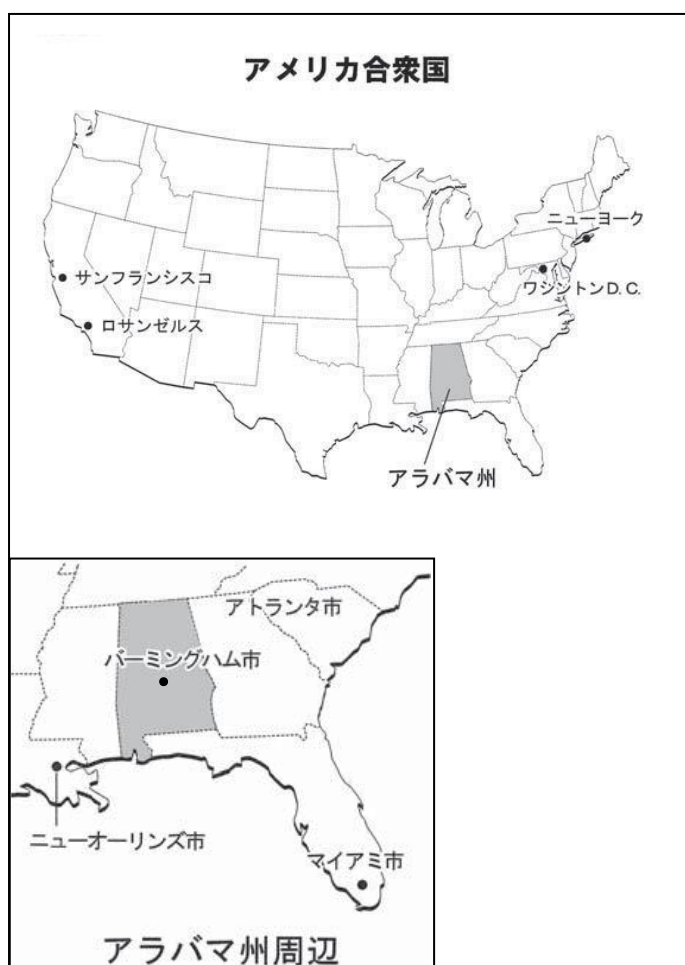 アメリカ合衆国
ニューヨーク
サンフランシスコ
ワシントンD.C.
ロサンゼルス
アラバマ州
アトランタ市
バーミングハム市
ニューオーリンズ市
マイアミ市
アラバマ州周辺